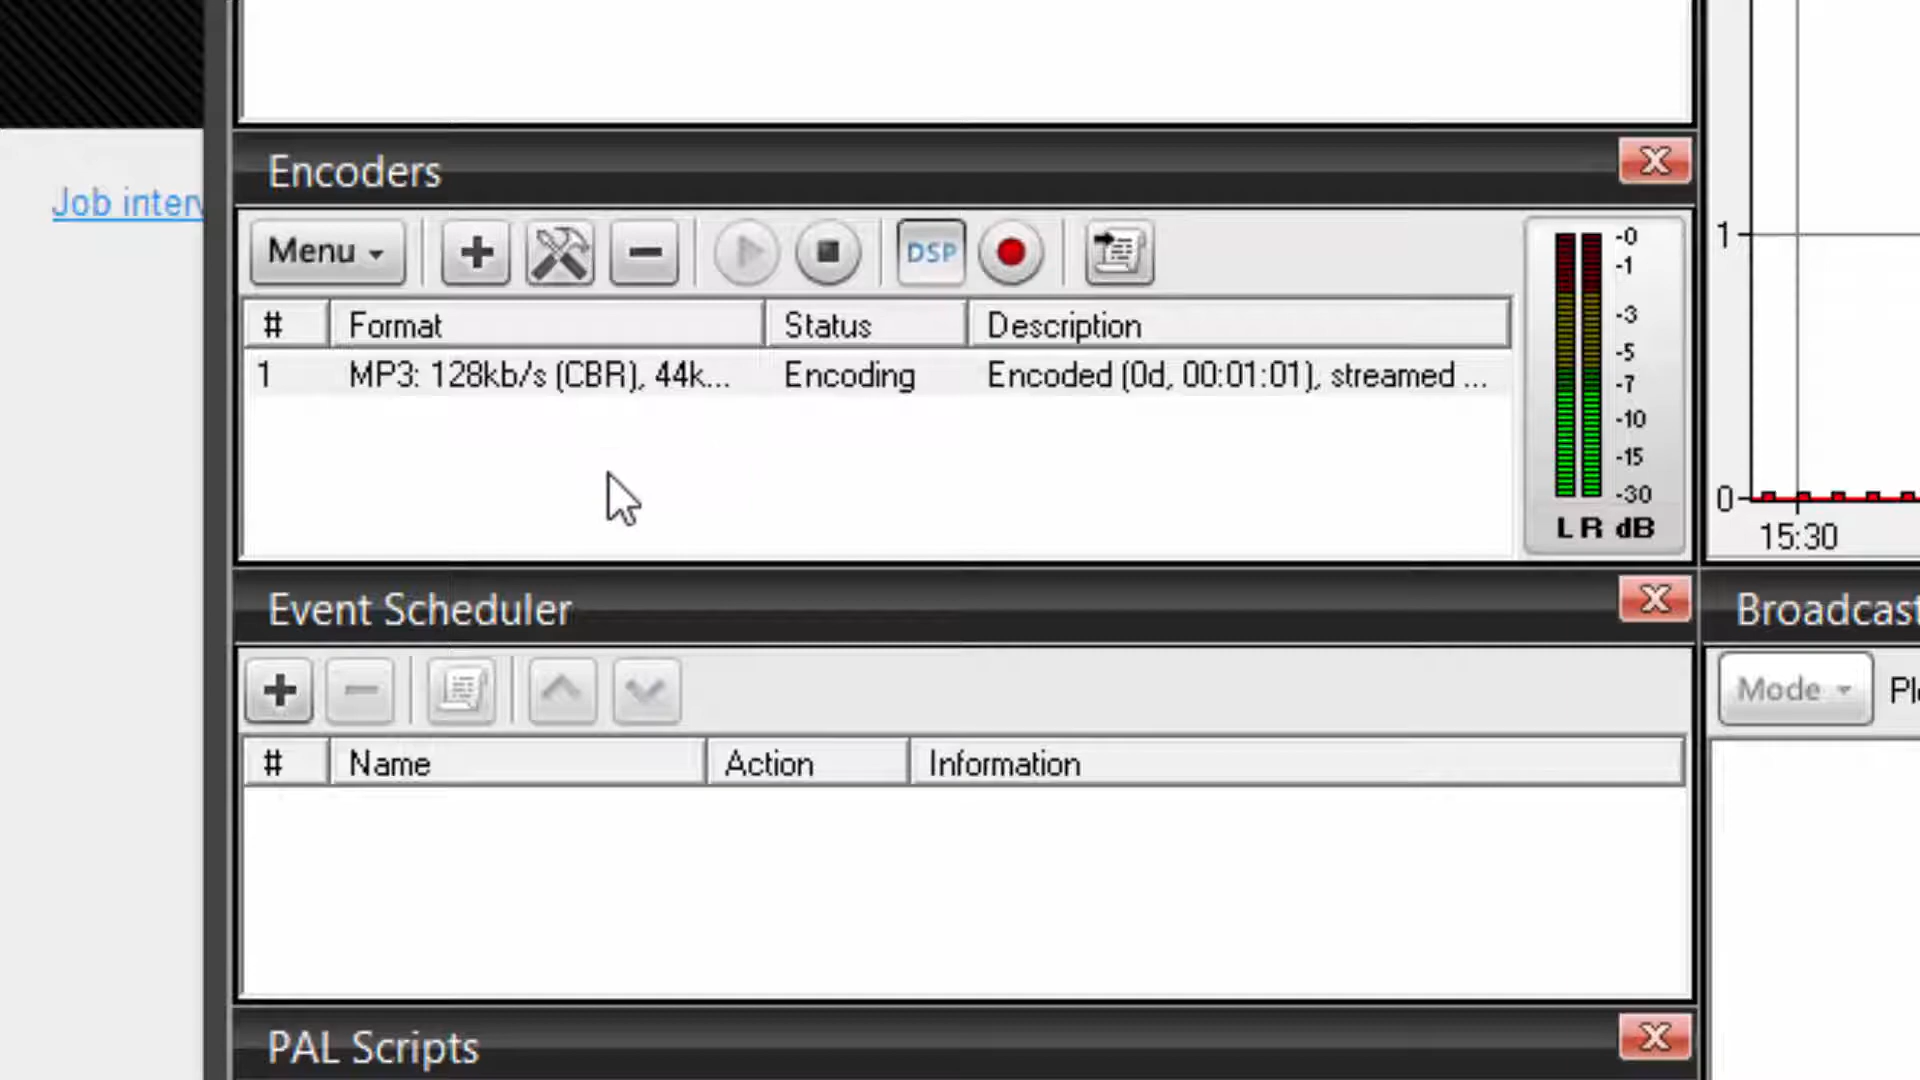 Encoders
Job interv
Menu
DSP
# Format Status Description
1 MP3: 128kb/s (CBR), 44k... Encoding Encoded (0d, 00:01:01), streamed ...
-0
-1
-3
-5
-7
-10
-15
-30
L R dB
1
0
15:30
Event Scheduler
Broadcast
Mode
# Name Action Information
PAL Scripts